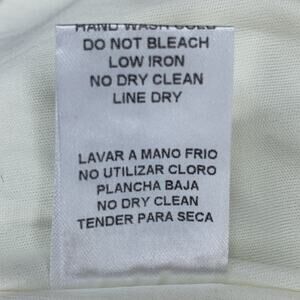 HAND WASH COLD
DO NOT BLEACH
LOW IRON
NO DRY CLEAN
LINE DRY
LAVAR A MANO FRIO
NO UTILIZAR CLORO
PLANCHA BAJA
NO DRY CLEAN
TENDER PARA SECA